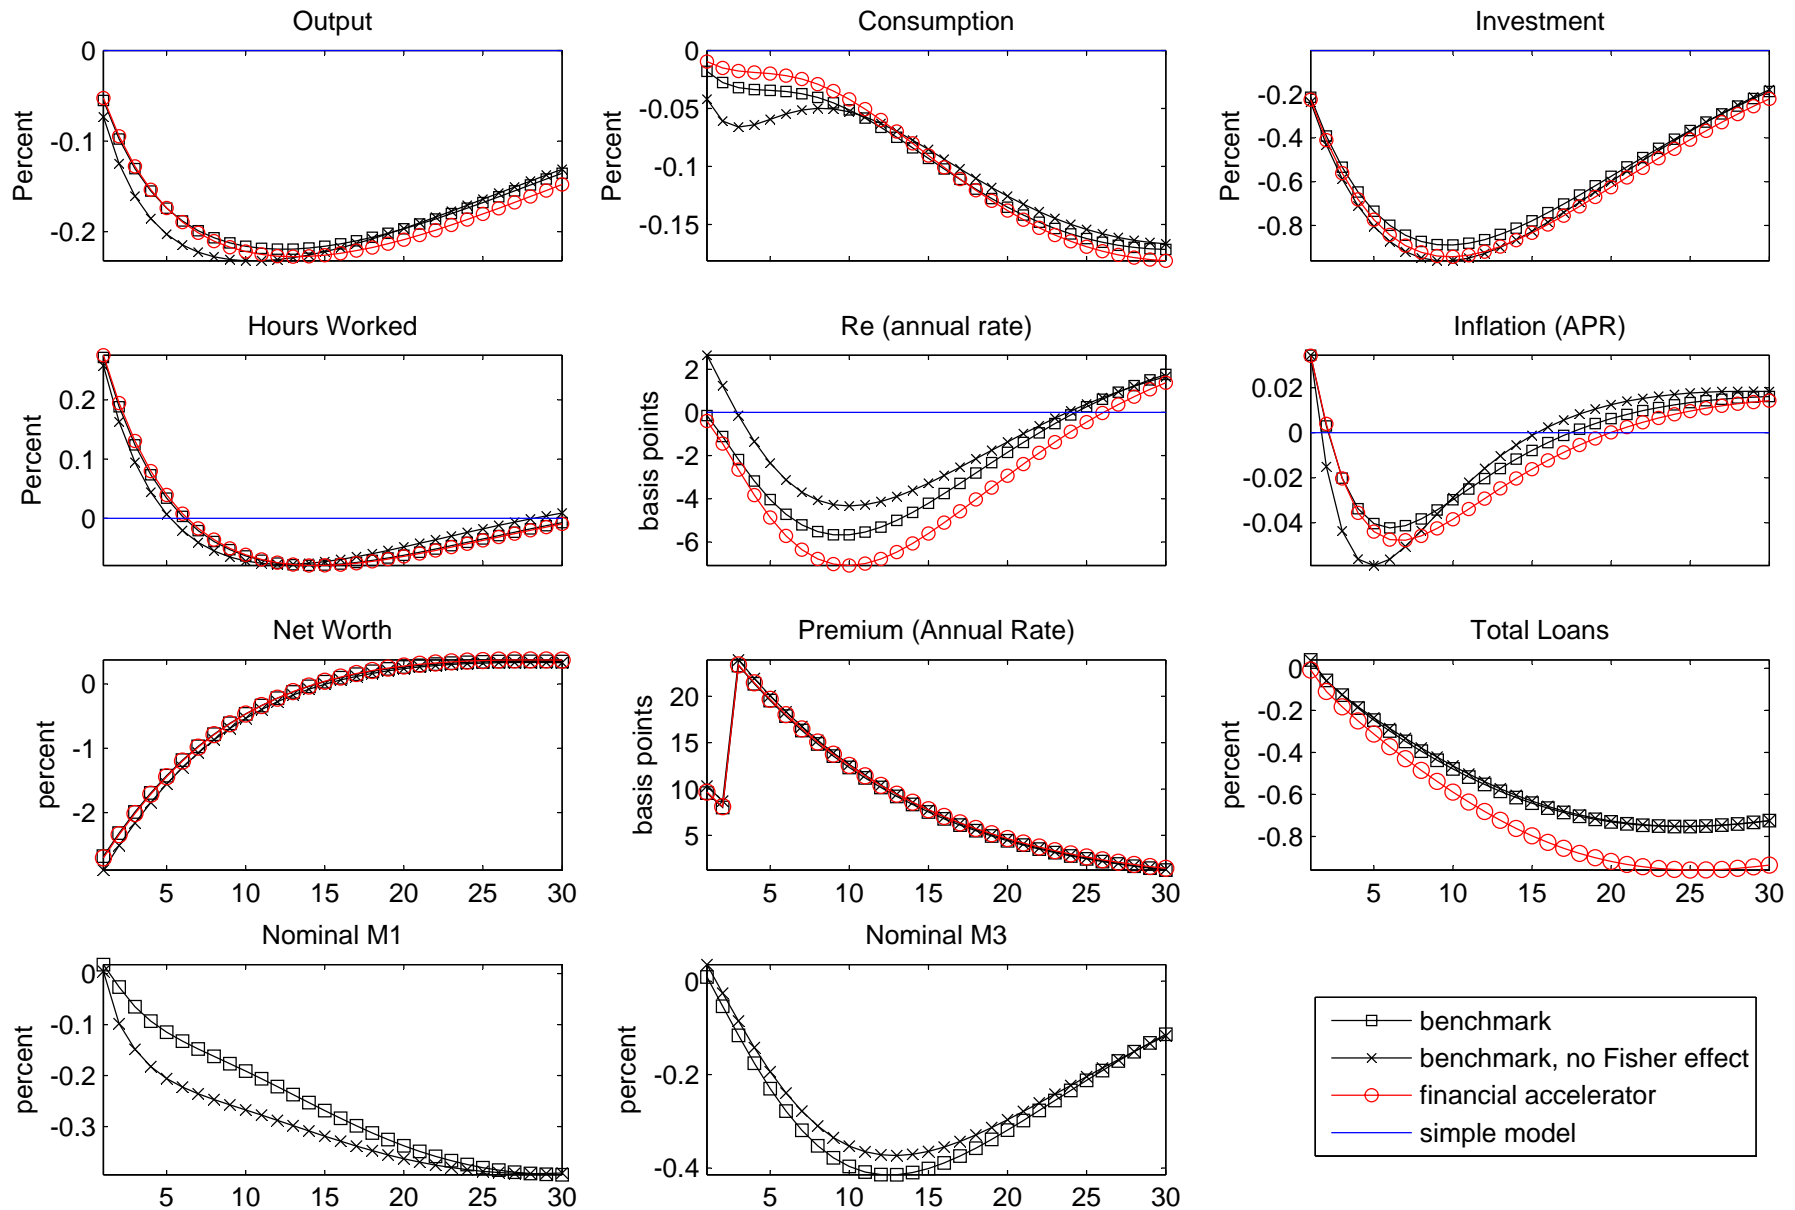 Output
Consumption
Investment
0
-0.1
-0.2
Percent
0
-0.05
-0.1
-0.15
Percent
-0.2
-0.4
-0.6
-0.8
Percent
Hours Worked
Re (annual rate)
Inflation (APR)
0.2
0.1
0
Percent
2
0
-2
-4
-6
basis points
0.02
0
-0.02
-0.04
Net Worth
Premium (Annual Rate)
Total Loans
0
-1
-2
percent
5 10 15 20 25 30
20
15
10
5
basis points
5 10 15 20 25 30
0
-0.2
-0.4
-0.6
-0.8
percent
5 10 15 20 25 30
Nominal M1
Nominal M3
0
-0.1
-0.2
-0.3
percent
5 10 15 20 25 30
0
-0.2
-0.4
percent
5 10 15 20 25 30
benchmark
benchmark, no Fisher effect
financial accelerator
simple model